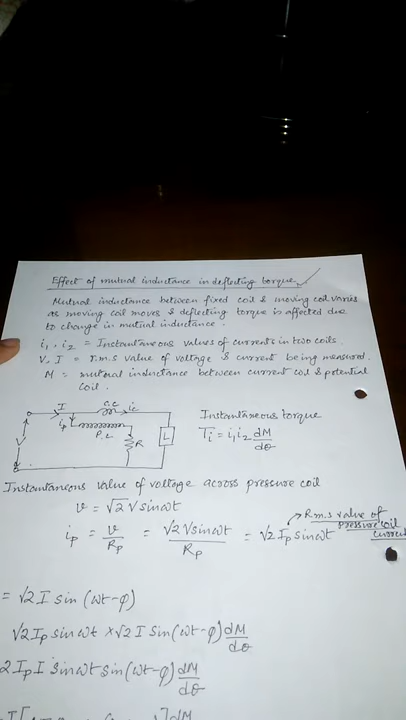 Effect of mutual inductance in deflecting torque
Mutual inductance between fixed coil & moving coil varies
as moving coil moves & deflecting torque is affected due
to change in mutual inductance.
i₁, i₂ = Instantaneous values of currents in two coils.
V, I = r.m.s value of voltage & current being measured.
M = mutual inductance between current coil & potential
coil.
I C.C ic
ip
V P.C R L
Instantaneous torque
Ti = i₁i₂ dM/dθ
Instantaneous value of voltage across pressure coil
v = √2 V sinωt
ip = v/Rp = √2 V sinωt/Rp = √2 Ip sinωt
R.m.s value of
pressure coil
current
= √2 I sin (ωt-φ)
√2 Ip sinωt × √2 I sin(ωt-φ) dM/dθ
2 Ip I sinωt sin(ωt-φ) dM/dθ